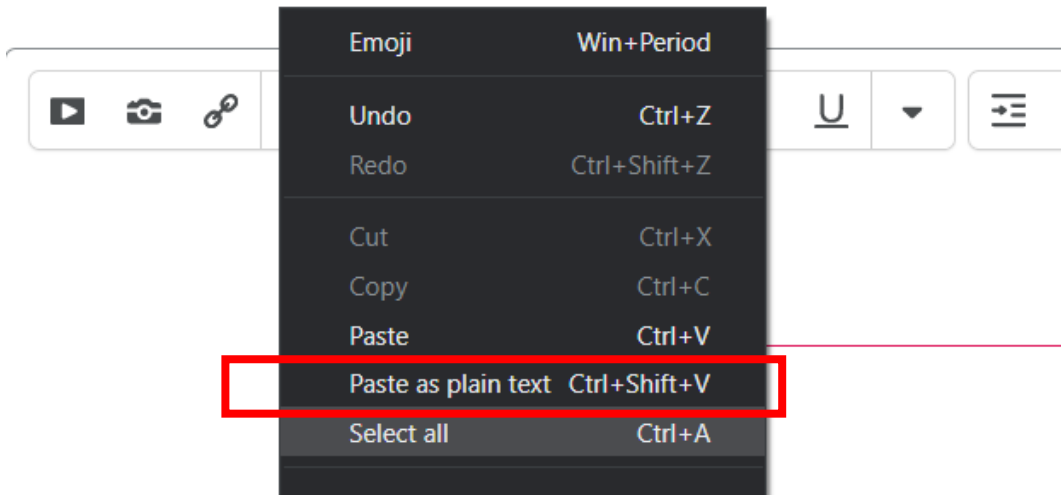 Emoji Win+Period
Undo Ctrl+Z
Redo Ctrl+Shift+Z
Cut Ctrl+X
Copy Ctrl+C
Paste Ctrl+V
Paste as plain text Ctrl+Shift+V
Select all Ctrl+A
U